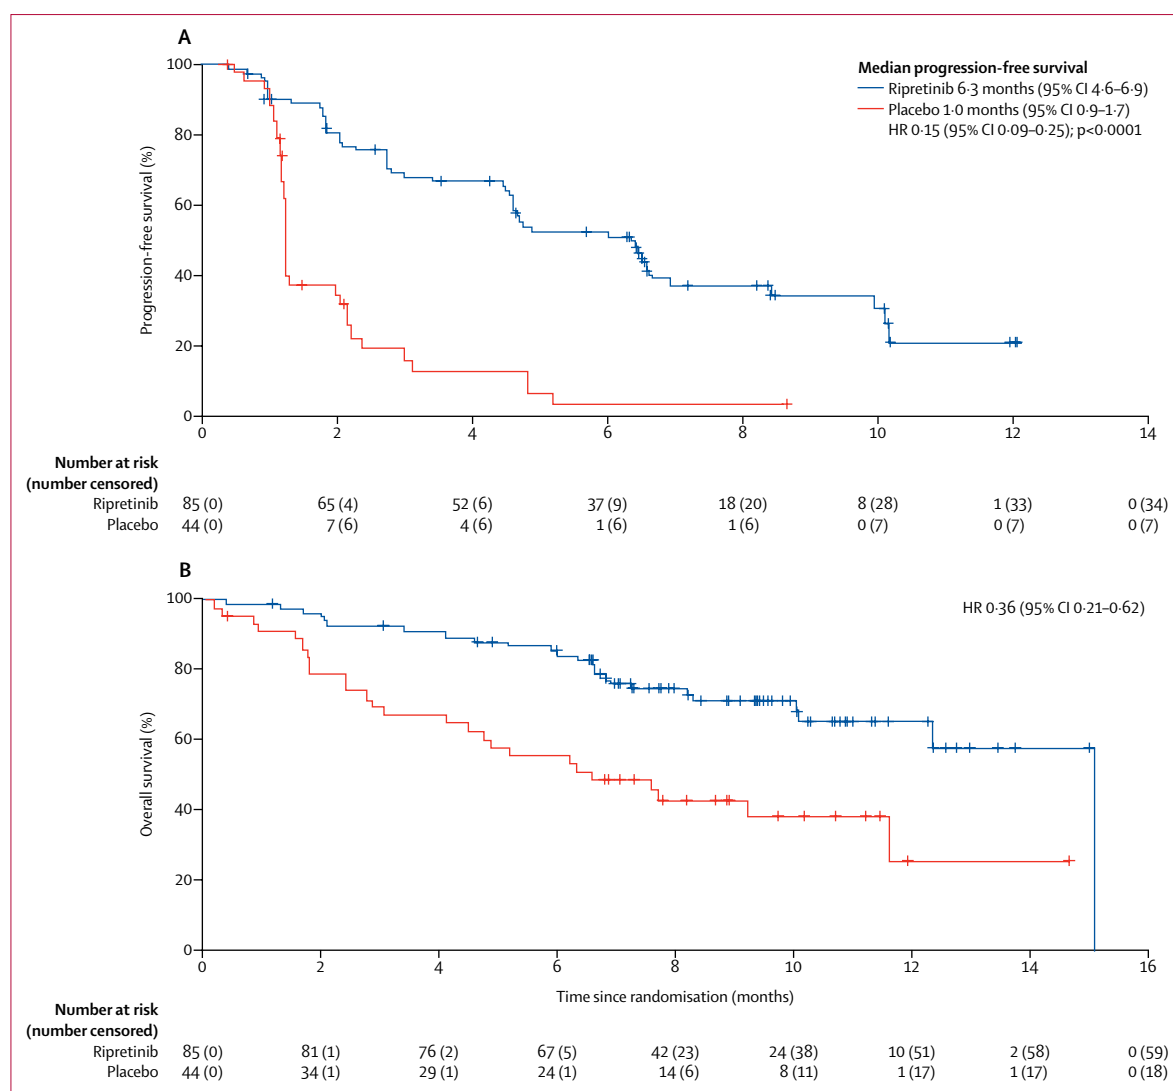 A
Median progression-free survival
Ripretinib 6·3 months (95% CI 4·6–6·9)
Placebo 1·0 months (95% CI 0·9–1·7)
HR 0·15 (95% CI 0·09–0·25); p<0·0001
Progression-free survival (%)
100
80
60
40
20
0
0 2 4 6 8 10 12 14
Number at risk
(number censored)
Ripretinib 85 (0) 65 (4) 52 (6) 37 (9) 18 (20) 8 (28) 1 (33) 0 (34)
Placebo 44 (0) 7 (6) 4 (6) 1 (6) 1 (6) 0 (7) 0 (7) 0 (7)
B
HR 0·36 (95% CI 0·21–0·62)
Overall survival (%)
100
80
60
40
20
0
0 2 4 6 8 10 12 14 16
Time since randomisation (months)
Number at risk
(number censored)
Ripretinib 85 (0) 81 (1) 76 (2) 67 (5) 42 (23) 24 (38) 10 (51) 2 (58) 0 (59)
Placebo 44 (0) 34 (1) 29 (1) 24 (1) 14 (6) 8 (11) 1 (17) 1 (17) 0 (18)